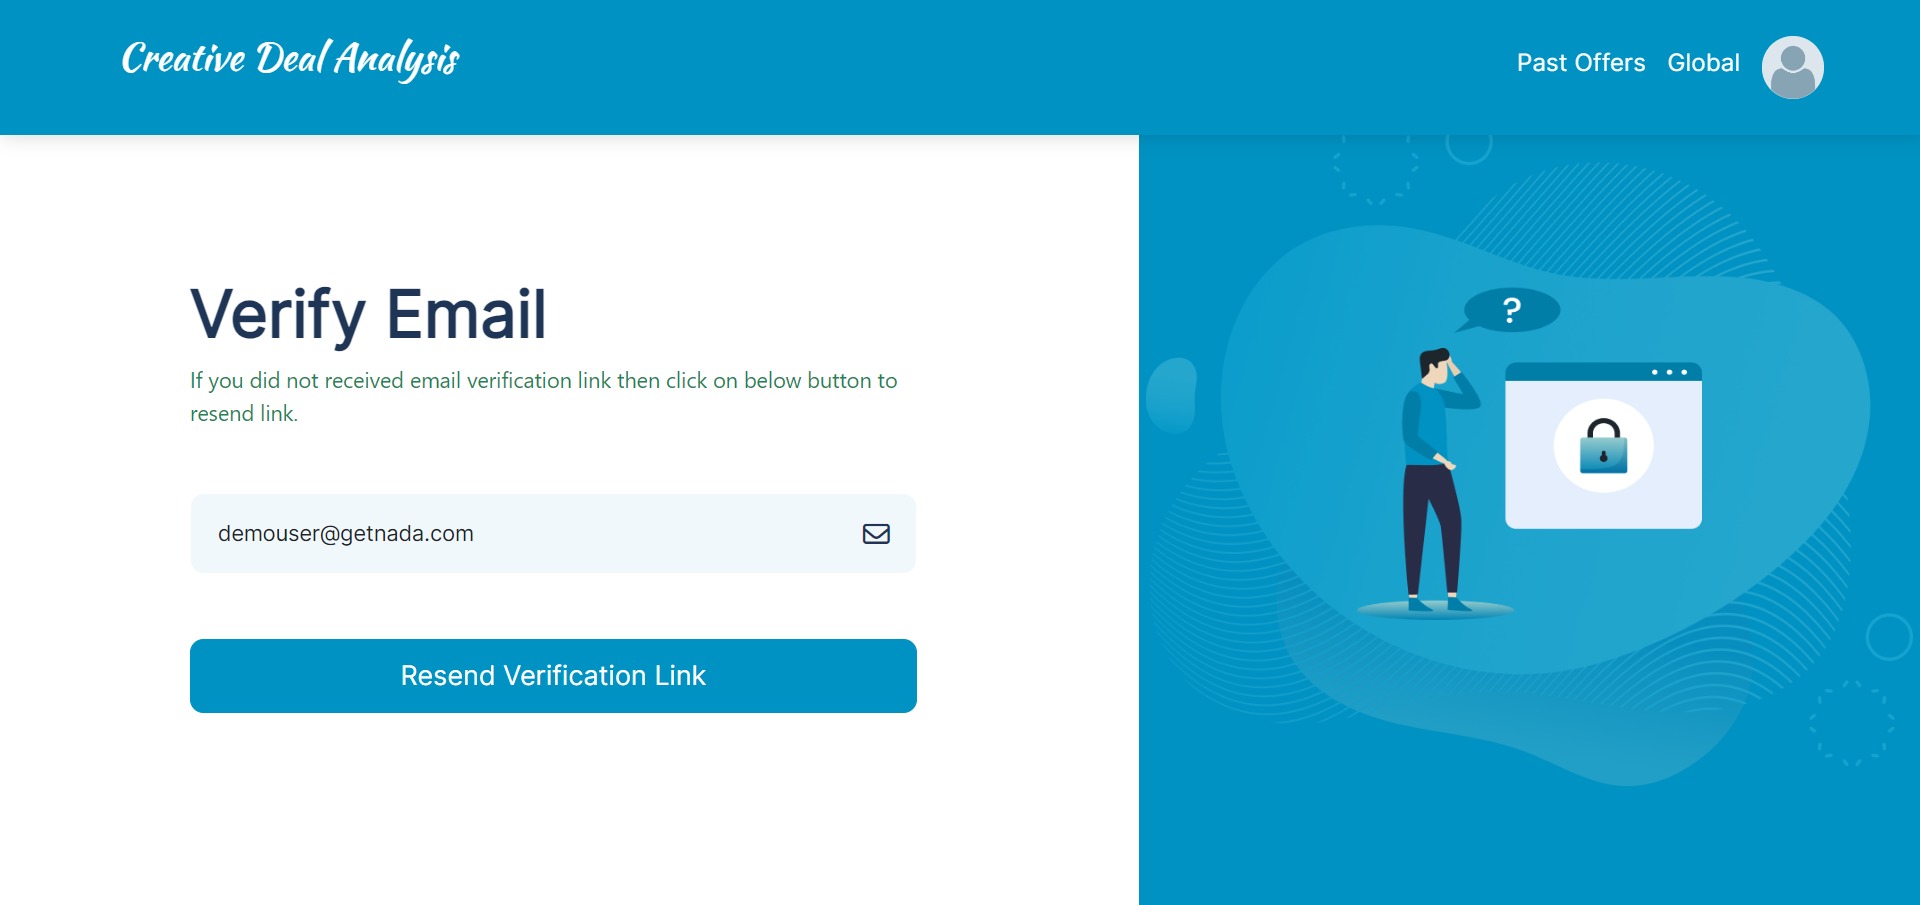 Creative Deal Analysis
Past Offers Global
Verify Email
If you did not received email verification link then click on below button to
resend link.
?
demouser@getnada.com
Resend Verification Link